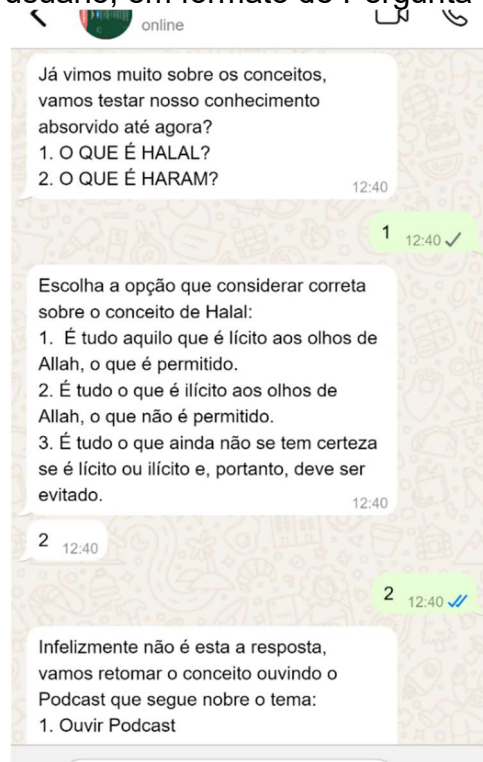 usuário, em formato de Pergunta
online
Já vimos muito sobre os conceitos,
vamos testar nosso conhecimento
absorvido até agora?
1. O QUE É HALAL?
2. O QUE É HARAM?
12:40
1 12:40
Escolha a opção que considerar correta
sobre o conceito de Halal:
1. É tudo aquilo que é lícito aos olhos de
Allah, o que é permitido.
2. É tudo o que é ilícito aos olhos de
Allah, o que não é permitido.
3. É tudo o que ainda não se tem certeza
se é lícito ou ilícito e, portanto, deve ser
evitado.
12:40
2 12:40
2 12:40
Infelizmente não é esta a resposta,
vamos retomar o conceito ouvindo o
Podcast que segue nobre o tema:
1. Ouvir Podcast